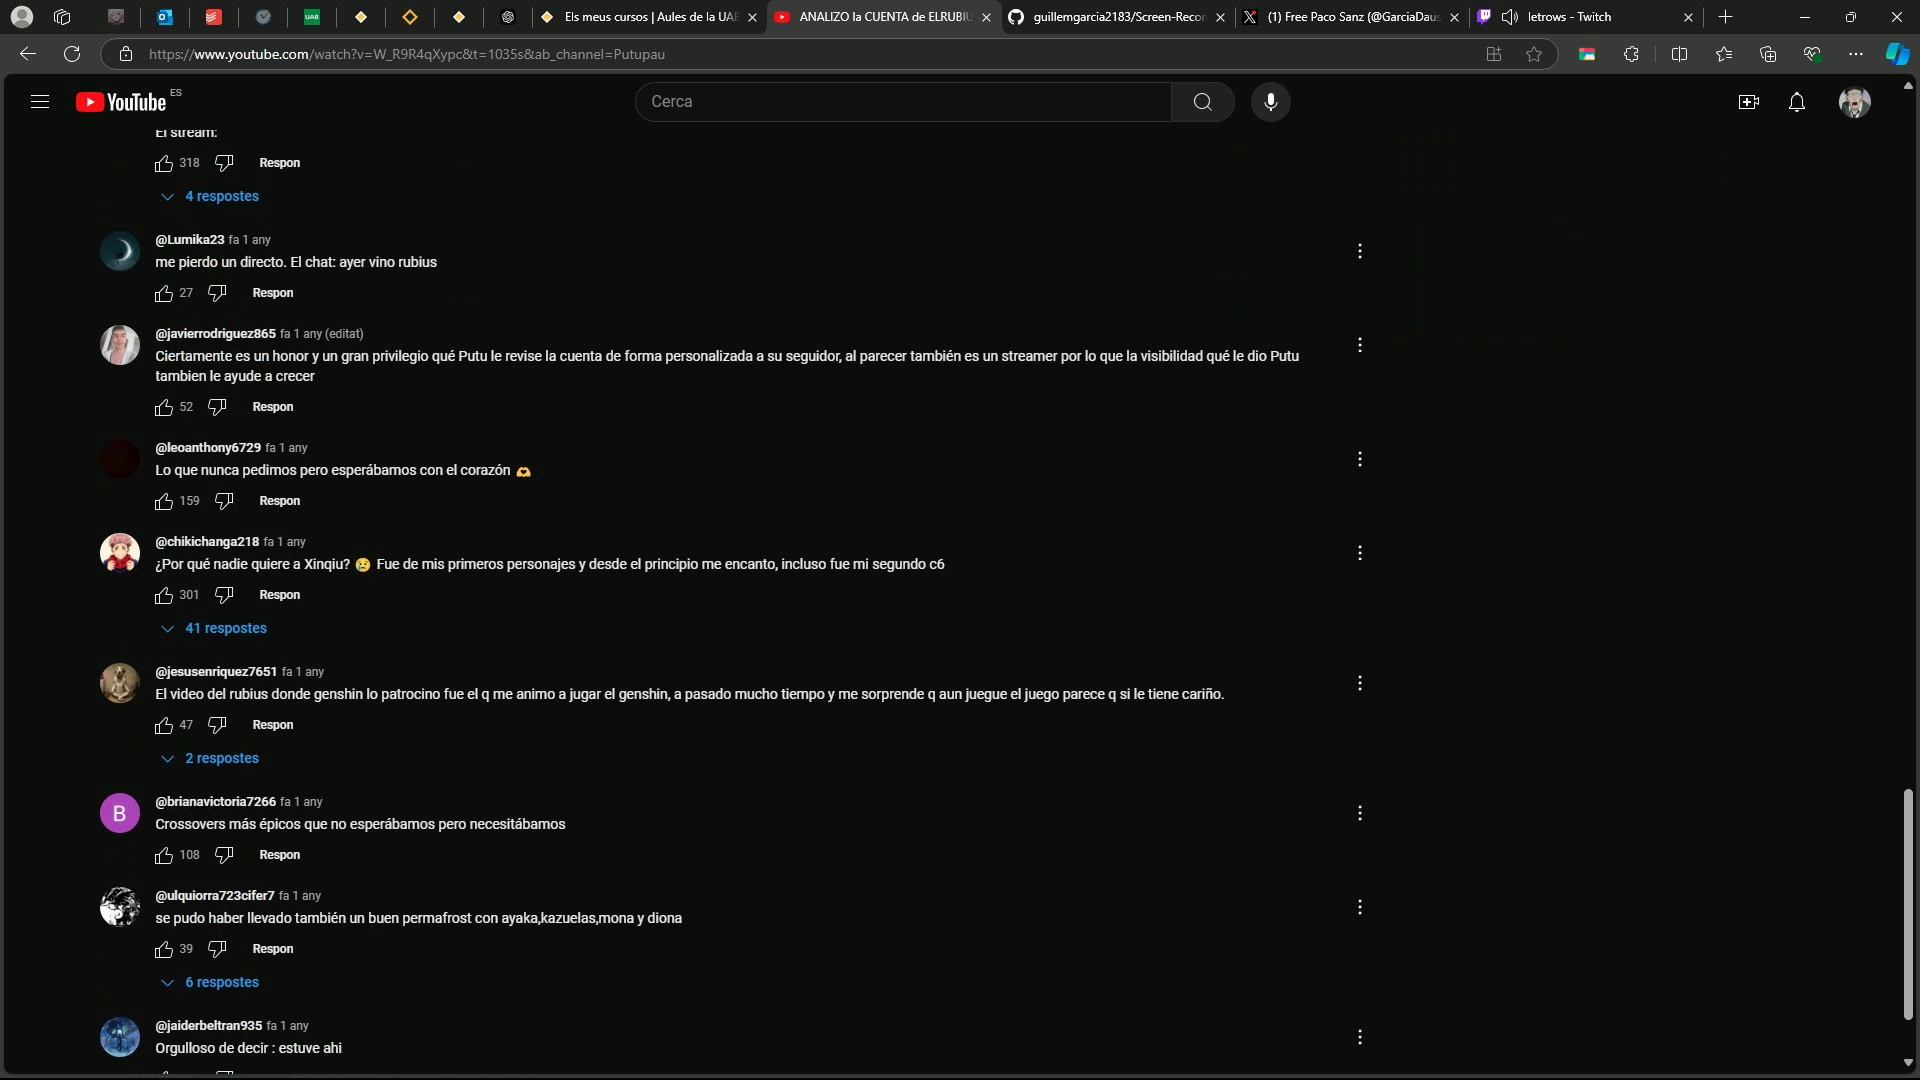 UAB
Els meus cursos | Aules de la UAB
ANALIZO la CUENTA de ELRUBIU
guillemgarcia2183/Screen-Recor
(1) Free Paco Sanz (@GarciaDaus
letrows - Twitch
https://www.youtube.com/watch?v=W_R9R4qXypc&t=1035s&ab_channel=Putupau
YouTube ES
Cerca
El stream:
318 Respon
4 respostes
@Lumika23 fa 1 any
me pierdo un directo. El chat: ayer vino rubius
27 Respon
@javierrodriguez865 fa 1 any (editat)
Ciertamente es un honor y un gran privilegio qué Putu le revise la cuenta de forma personalizada a su seguidor, al parecer también es un streamer por lo que la visibilidad qué le dio Putu
tambien le ayude a crecer
52 Respon
@leoanthony6729 fa 1 any
Lo que nunca pedimos pero esperábamos con el corazón 🫶
159 Respon
@chikichanga218 fa 1 any
¿Por qué nadie quiere a Xinqiu? 😢 Fue de mis primeros personajes y desde el principio me encanto, incluso fue mi segundo c6
301 Respon
41 respostes
@jesusenriquez7651 fa 1 any
El video del rubius donde genshin lo patrocino fue el q me animo a jugar el genshin, a pasado mucho tiempo y me sorprende q aun juegue el juego parece q si le tiene cariño.
47 Respon
2 respostes
B
@brianavictoria7266 fa 1 any
Crossovers más épicos que no esperábamos pero necesitábamos
108 Respon
@ulquiorra723cifer7 fa 1 any
se pudo haber llevado también un buen permafrost con ayaka,kazuelas,mona y diona
39 Respon
6 respostes
@jaiderbeltran935 fa 1 any
Orgulloso de decir : estuve ahi